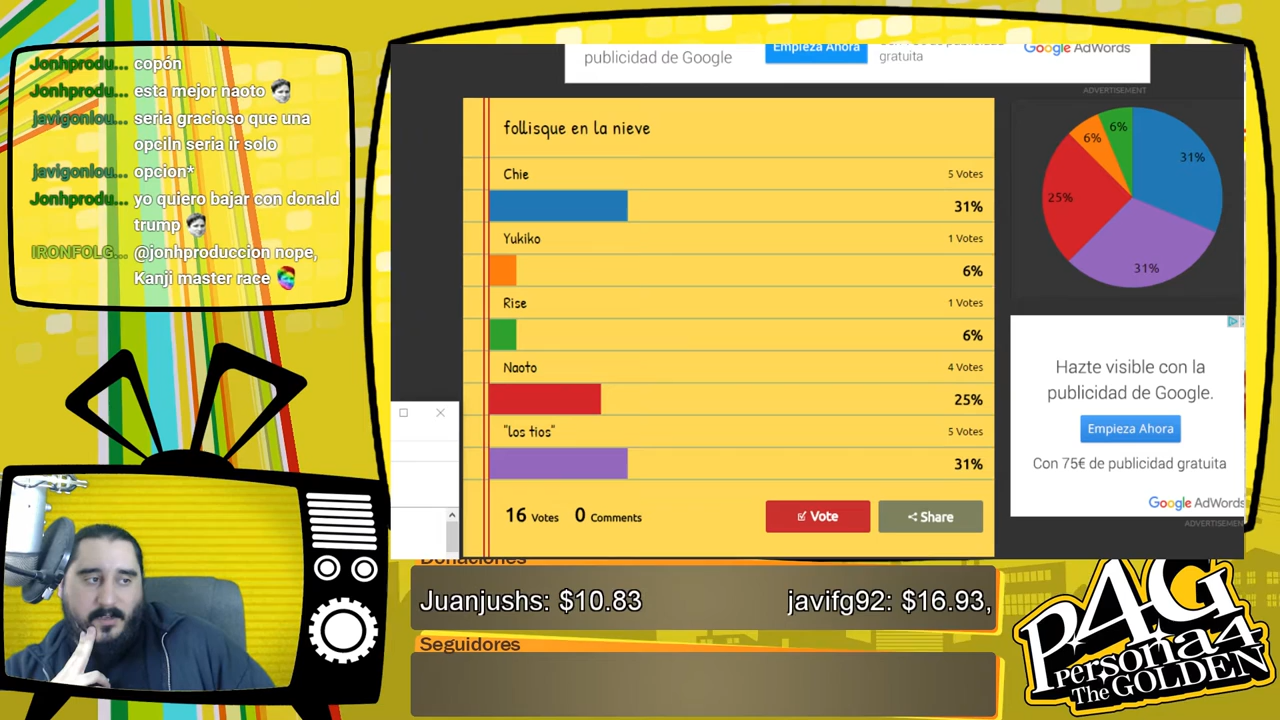 Jonhprodu... copón
Jonhprodu... esta mejor naoto
javigonlou... seria gracioso que una
opciln seria ir solo
javigonlou... opcion*
Jonhprodu... yo quiero bajar con donald
trump
IRONFOLG... @jonhproduccion nope,
Kanji master race
publicidad de Google
Empieza Ahora
gratuita
Google AdWords
ADVERTISEMENT
follisque en la nieve
Chie 5 Votes
31%
Yukiko 1 Votes
6%
Rise 1 Votes
6%
Naoto 4 Votes
25%
"los tios" 5 Votes
31%
16 Votes 0 Comments
Vote
Share
6%
6%
31%
25%
31%
Hazte visible con la
publicidad de Google.
Empieza Ahora
Con 75€ de publicidad gratuita
Google AdWords
Donaciones
Juanjushs: $10.83 javifg92: $16.93,
Seguidores
P4G
Persona4
The GOLDEN